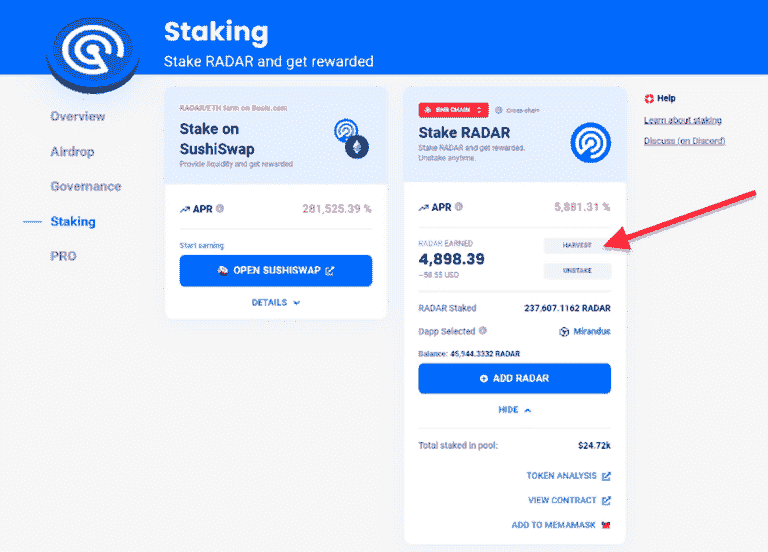 Staking
Stake RADAR and get rewarded
Overview
Airdrop
Governance
Staking
PRO
RADAR/ETH farm on Sushi.com
Stake on
SushiSwap
Provide liquidity and get rewarded
APR
281,525.39 %
Start earning
OPEN SUSHISWAP
DETAILS
BNB CHAIN
Cross-chain
Stake RADAR
Stake RADAR and get rewarded.
Unstake anytime.
APR
5,881.31 %
RADAR EARNED
4,898.39
~58.55 USD
HARVEST
UNSTAKE
RADAR Staked
237,607.1162 RADAR
Dapp Selected
Mirandus
Balance: 45,944.3332 RADAR
ADD RADAR
HIDE
Total staked in pool:
$24.72k
TOKEN ANALYSIS
VIEW CONTRACT
ADD TO MEMAMASK
Help
Learn about staking
Discuss (on Discord)